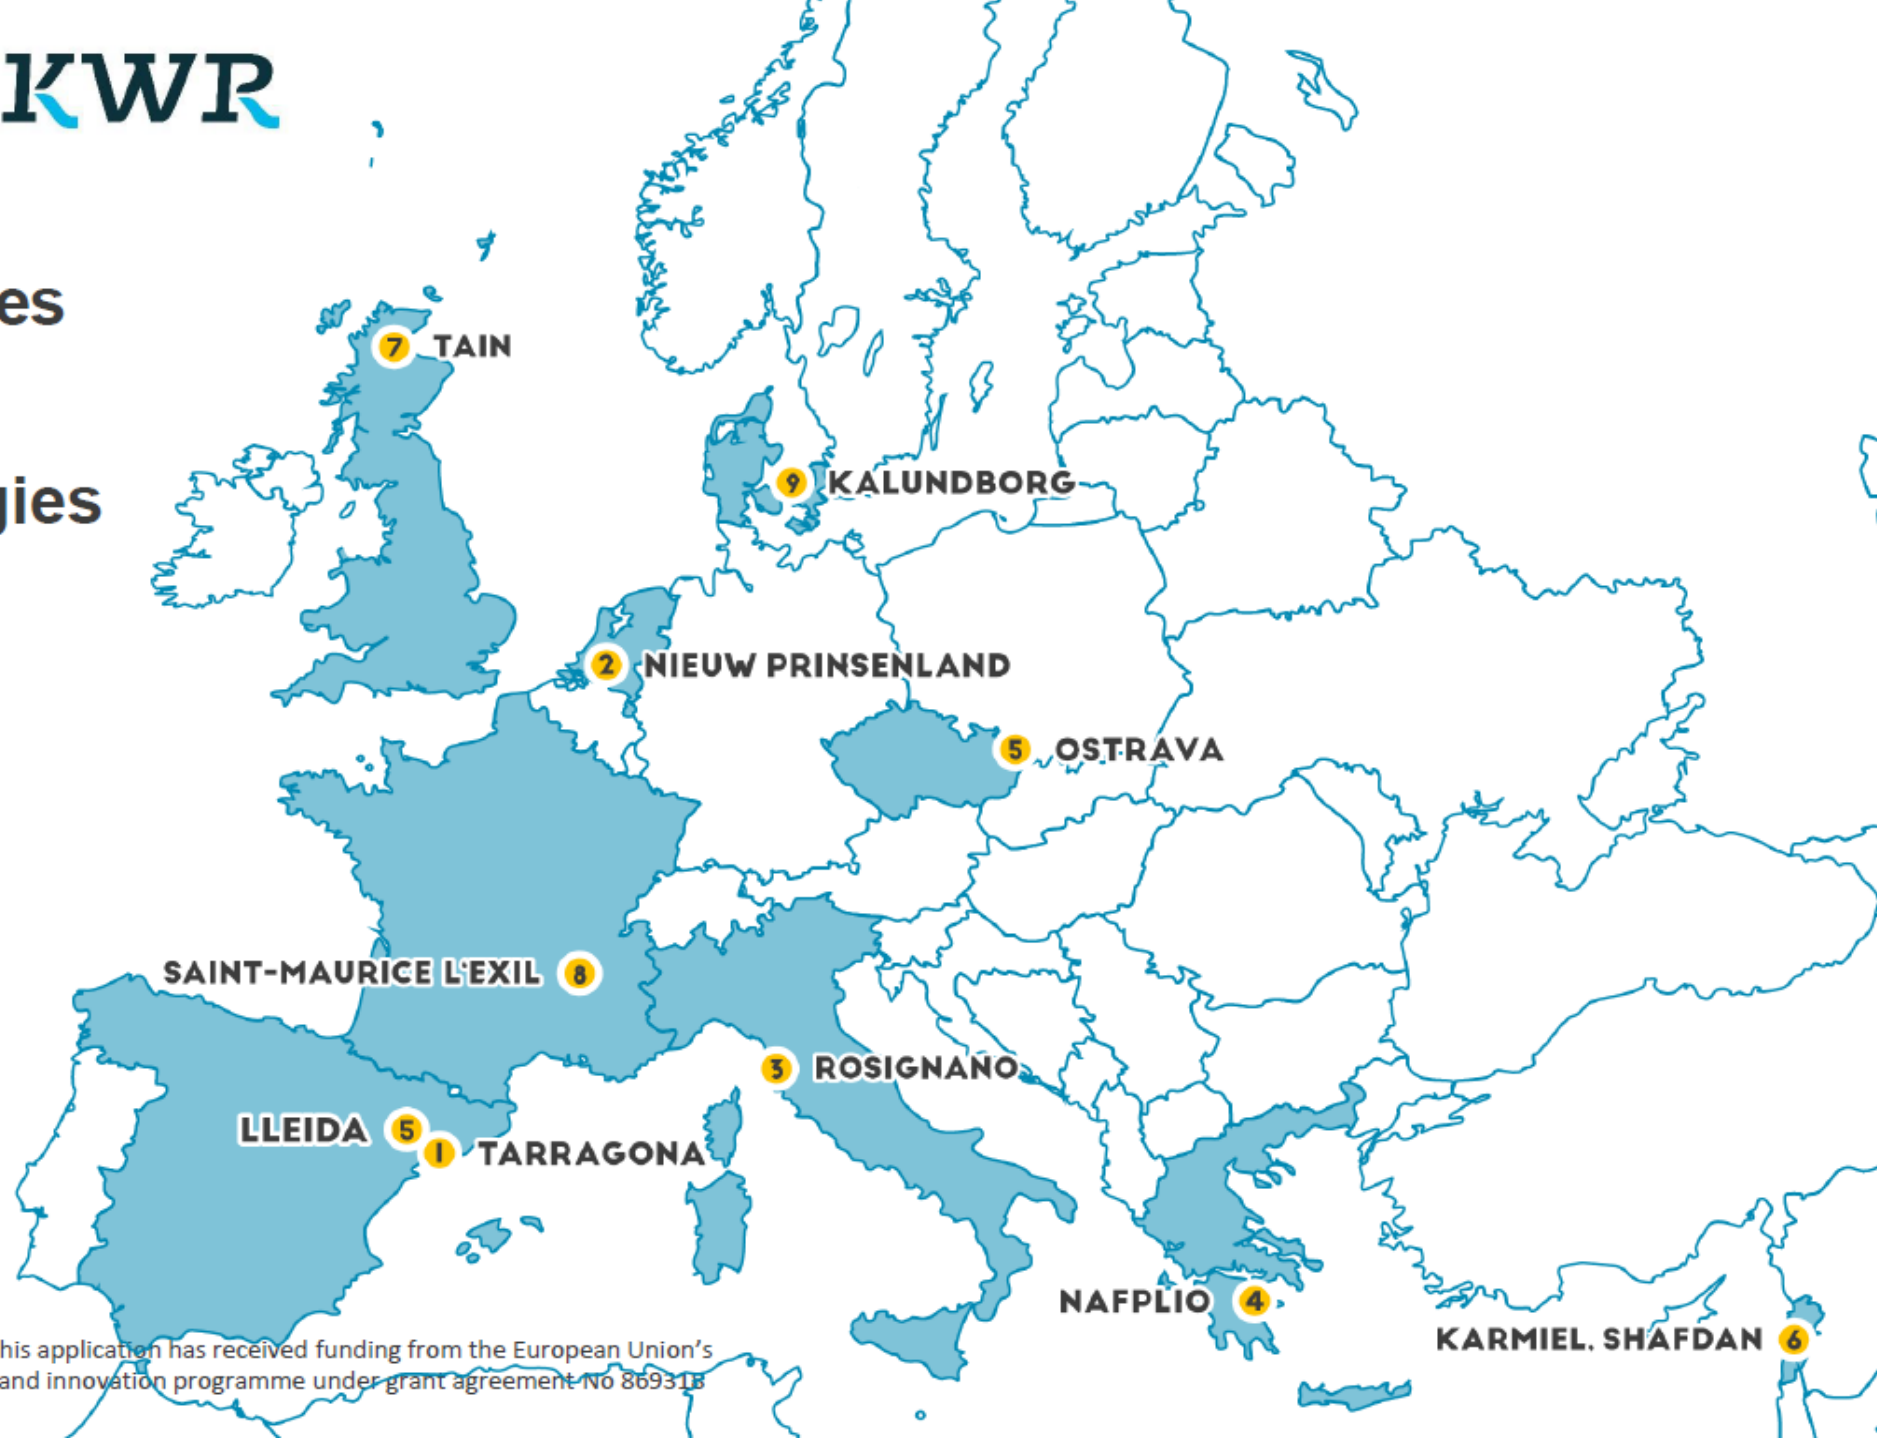 KWR
es
7 TAIN
gies
9 KALUNDBORG
2 NIEUW PRINSENLAND
5 OSTRAVA
SAINT-MAURICE L'EXIL 8
3 ROSIGNANO
LLEIDA 5
1 TARRAGONA
NAFPLIO 4
KARMIEL, SHAFDAN 6
his application has received funding from the European Union's
and innovation programme under grant agreement No 869318